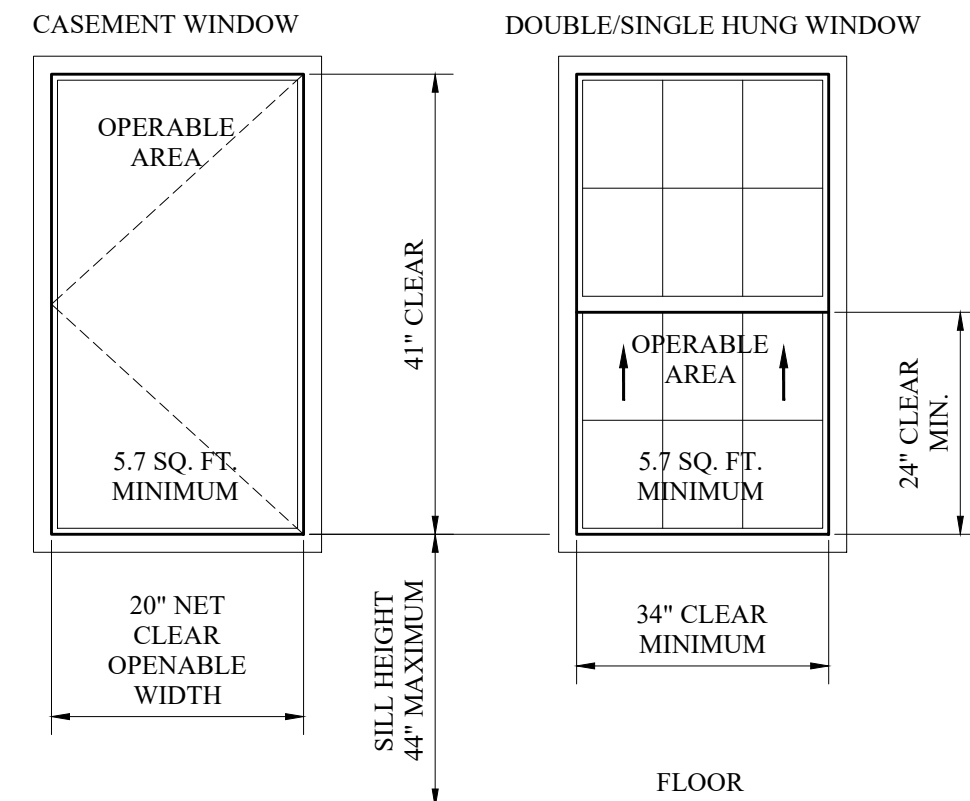 CASEMENT WINDOW
DOUBLE/SINGLE HUNG WINDOW
OPERABLE
AREA
5.7 SQ. FT.
MINIMUM
41" CLEAR
20" NET
CLEAR
OPENABLE
WIDTH
SILL HEIGHT
44" MAXIMUM
OPERABLE
AREA
5.7 SQ. FT.
MINIMUM
24" CLEAR
MIN.
34" CLEAR
MINIMUM
FLOOR